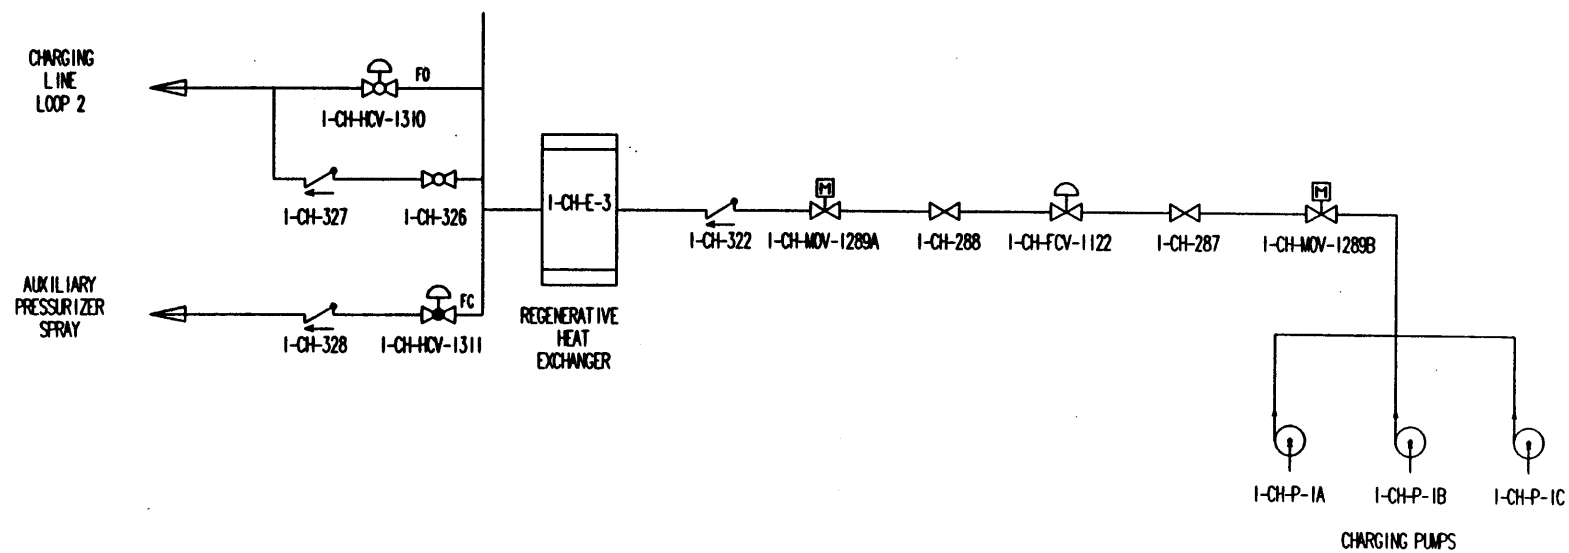 CHARGING
LINE
LOOP 2
FO
1-CH-HCV-1310
1-CH-327
1-CH-326
AUXILIARY
PRESSURIZER
SPRAY
FC
1-CH-328
1-CH-HCV-1311
1-CH-E-3
REGENERATIVE
HEAT
EXCHANGER
M
M
1-CH-322
1-CH-MOV-1289A
1-CH-288
1-CH-FCV-1122
1-CH-287
1-CH-MOV-1289B
1-CH-P-1A
1-CH-P-1B
1-CH-P-1C
CHARGING PUMPS